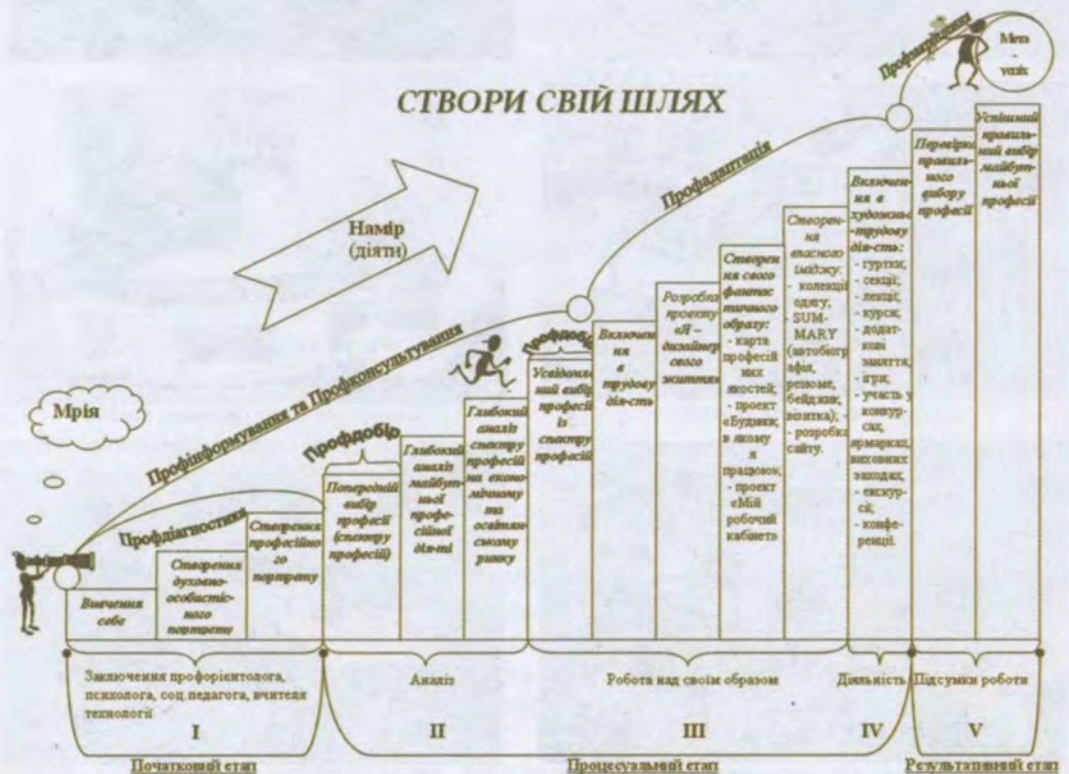 СТВОРИ СВІЙ ШЛЯХ
Мета
-
успіх
Профадаптація
Намір
(діяти)
Профінформування та Профконсультування
Мрія
Профдіагностика
Профдобір
Профдобір
Вивчення
себе
Створення
духовно-
особистіс-
ного
портрету
Створення
професійно
го
портрету
Попередній
вибір
професії
(спектру
професій)
Глибокий
аналіз
майбут-
ньої
профе-
сійної
дія-ті
Глибокий
аналіз
спектру
професій
на еконо-
мічному
та
освітян-
ському
ринку
Усвідомле
ний вибір
професії
із
спектру
професій
Включен
ня
в
трудову
дія-сть
Розробка
проекту
«Я –
дизайнер
свого
життя»
Створен
ня свого
фантас
тичного
образу:
- карта
професій
них
якостей;
- проект
«Будинок,
в якому
я
працюю»;
- проект
«Мій
робочий
кабінет»
Створен-
ня
власного
іміджу:
- колекції
одягу;
- SUM-
MARY
(автобіогр
афія,
резюме,
бейджик,
візитка); -
- розробка
сайту.
Включен-
ня в
художньо
-трудову
дія-сть:
- гуртки;
- секції;
- лекції;
- курси;
- додат-
кові
заняття;
- ігри;
- участь у
конкур-
сах,
ярмарках,
виховних
заходах;
- екскур-
сії;
- конфе-
ренції.
Перевірка
правиль-
ного
вибору
професії
Успішний
правиль-
ний вибір
майбут-
ньої
професії
Заключення профорієнтолога,
психолога, соц.педагога, вчителя
технології
Аналіз
Робота над своїм образом
Діяльність
Підсумки роботи
I
II
III
IV
V
Початковий етап
Процесуальний етап
Результативний етап